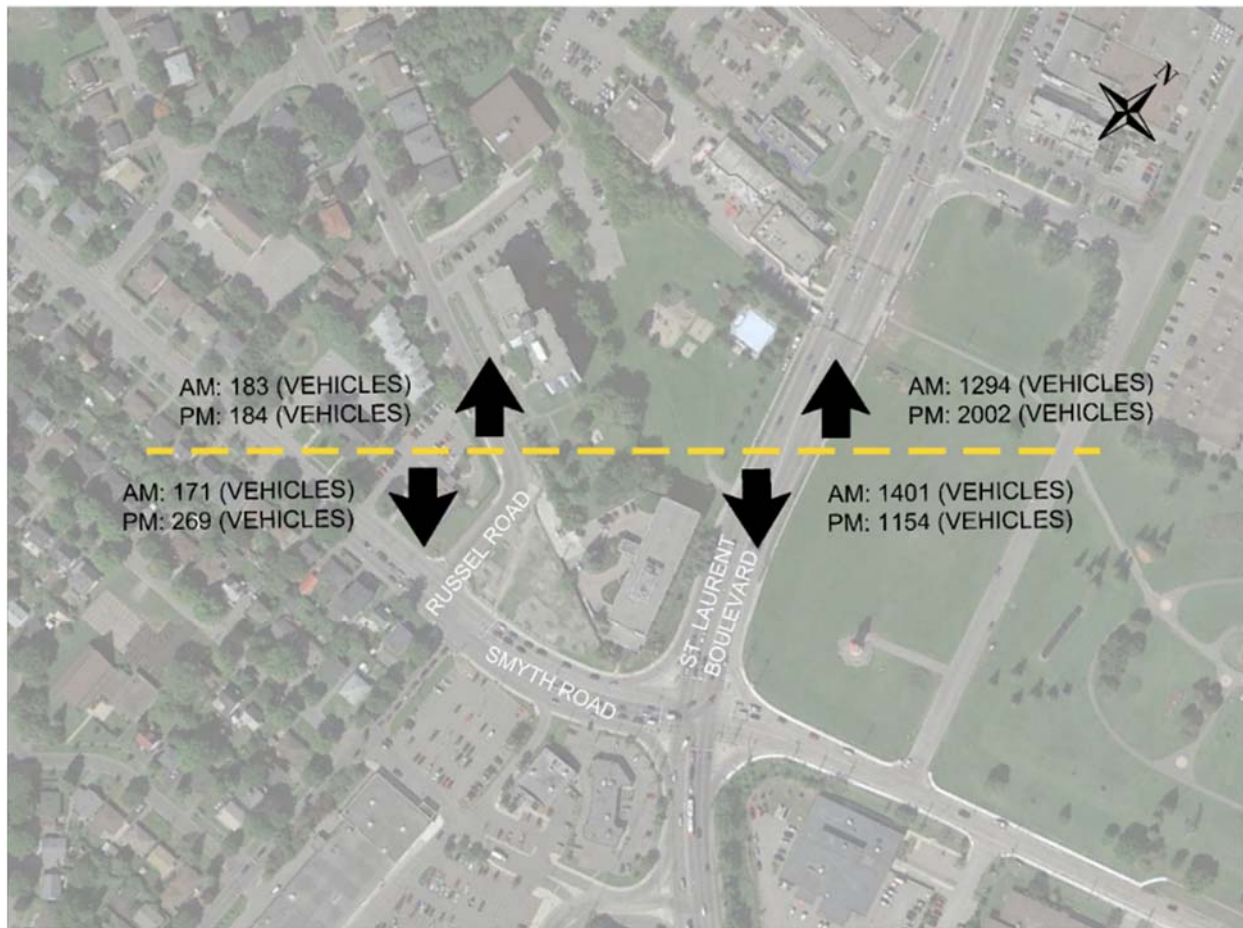 N
AM: 183 (VEHICLES)
PM: 184 (VEHICLES)
AM: 1294 (VEHICLES)
PM: 2002 (VEHICLES)
AM: 171 (VEHICLES)
PM: 269 (VEHICLES)
AM: 1401 (VEHICLES)
PM: 1154 (VEHICLES)
RUSSEL ROAD
ST. LAURENT
BOULEVARD
SMYTH ROAD